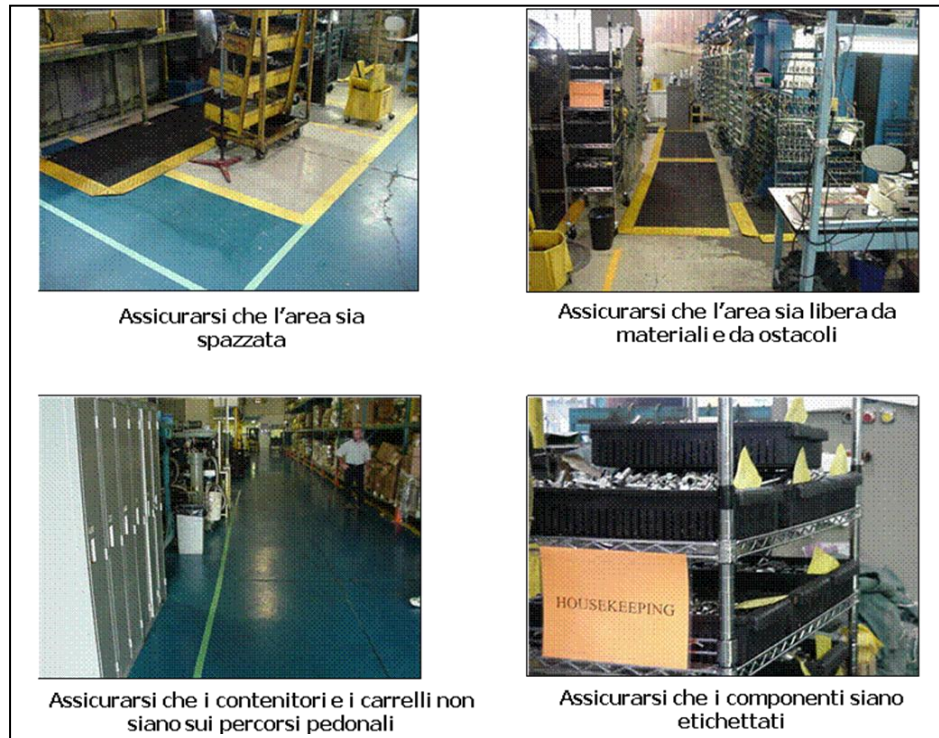 Assicurarsi che l'area sia
spazzata
Assicurarsi che l'area sia libera da
materiali e da ostacoli
Assicurarsi che i contenitori e i carrelli non
siano sui percorsi pedonali
HOUSEKEEPING
Assicurarsi che i componenti siano
etichettati